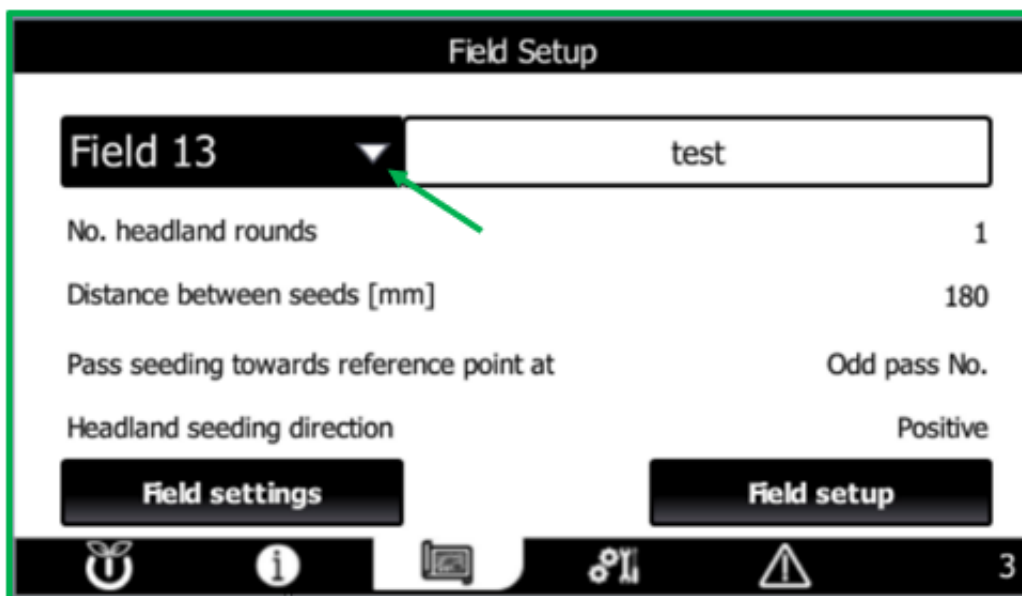 Field Setup
Field 13 test
No. headland rounds 1
Distance between seeds [mm] 180
Pass seeding towards reference point at Odd pass No.
Headland seeding direction Positive
Field settings Field setup
i 3